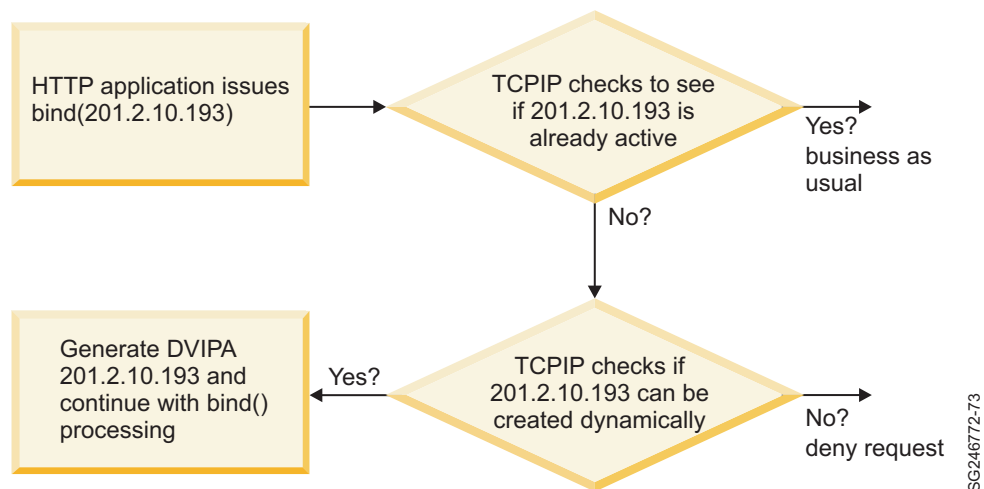 HTTP application issues
bind(201.2.10.193)
TCPIP checks to see
if 201.2.10.193 is
already active
Yes?
business as
usual
No?
TCPIP checks if
201.2.10.193 can be
created dynamically
Yes?
Generate DVIPA
201.2.10.193 and
continue with bind()
processing
No?
deny request
SG246772-73